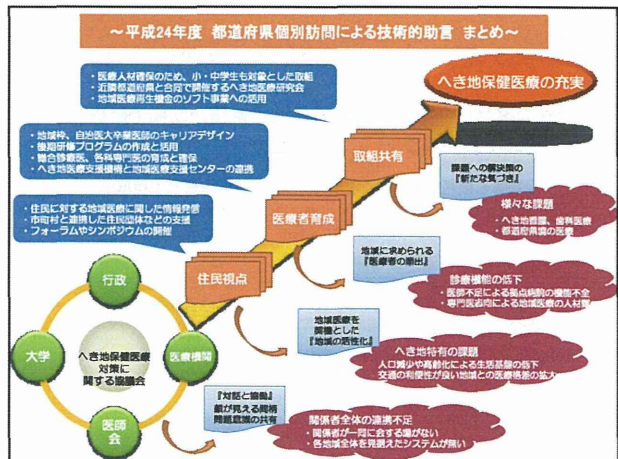 ～平成24年度 都道府県個別訪問による技術的助言 まとめ～
・医療人材確保のため、小・中学生も対象とした取組
・近隣都道府県と合同で開催するへき地医療研究会
・地域医療再生基金のソフト事業への活用
へき地保健医療の充実
・地域枠、自治医大卒業医師のキャリアデザイン
・後期研修プログラムの作成と活用
・総合診療医、各科専門医の育成と確保
・へき地医療支援機構と地域医療支援センターの連携
取組共有
課題への解決策の
『新たな気づき』
様々な課題
・へき地看護、歯科医療
・都道府県境の医療
・住民に対する地域医療に関した情報発信
・市町村と連携した住民団体などの支援
・フォーラムやシンポジウムの開催
医療者育成
地域に求められる
『医療者の輩出』
診療機能の低下
・医師不足による拠点病院の機能不全
・専門医志向による地域医療の人材難
住民視点
地域医療を
契機とした
『地域の活性化』
へき地特有の課題
・人口減少や高齢化による生活基盤の低下
・交通の利便性が良い地域との医療格差の拡大
行政
大学
医療機関
医師会
へき地保健医療
対策に
関する協議会
『対話と協働』
顔が見える関係
問題意識の共有
関係者全体の連携不足
・関係者が一同に会する場がない
・各地域全体を見据えたシステムが無い